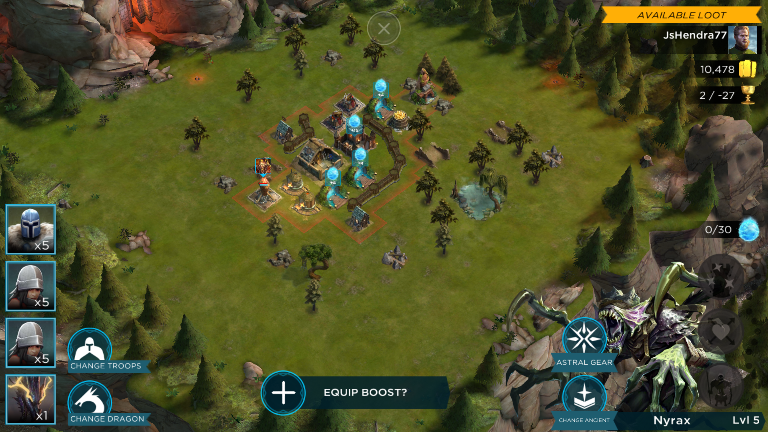 AVAILABLE LOOT
JsHendra77
10,478
2 / -27
0/30
x5
x5
x5
x1
CHANGE TROOPS
CHANGE DRAGON
EQUIP BOOST?
ASTRAL GEAR
CHANGE ANCIENT
Nyrax Lvl 5